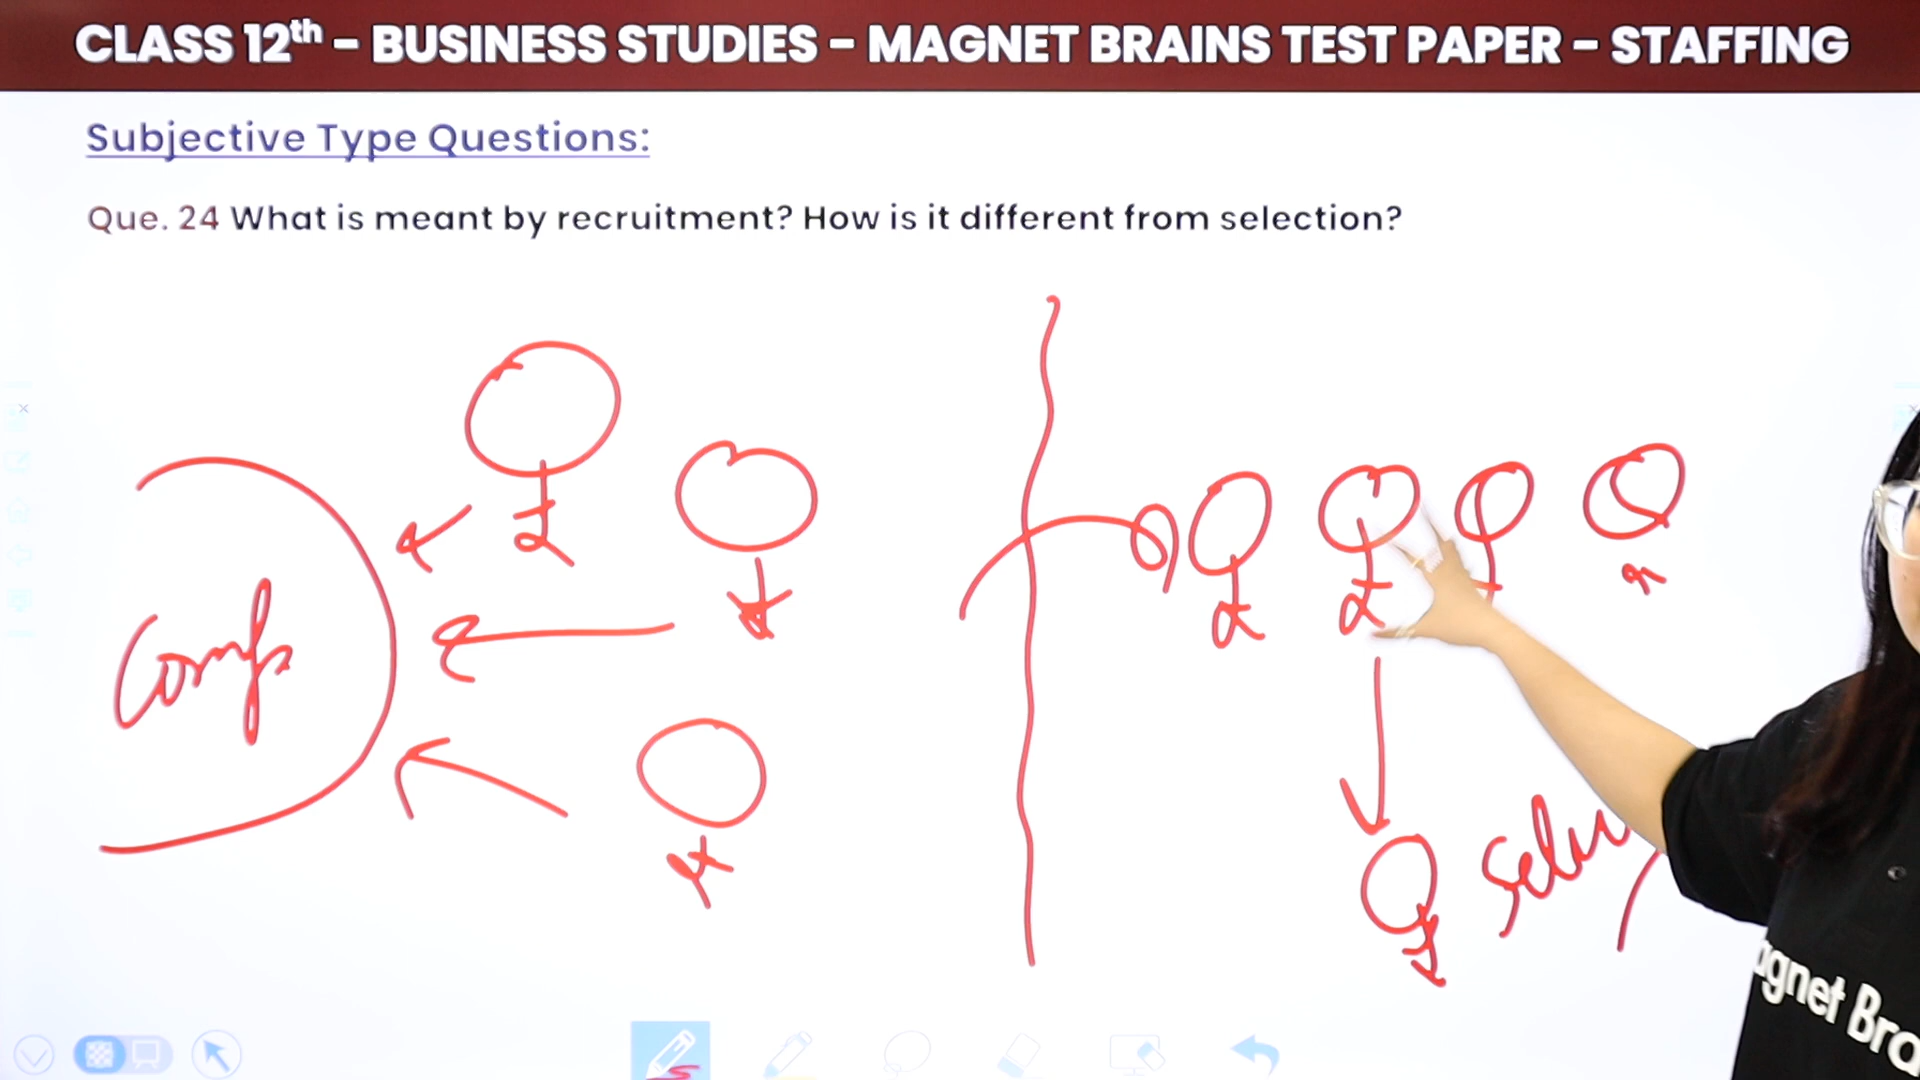 CLASS 12th - BUSINESS STUDIES - MAGNET BRAINS TEST PAPER - STAFFING
Subjective Type Questions:
Que. 24 What is meant by recruitment? How is it different from selection?
Comp
agnet Bra